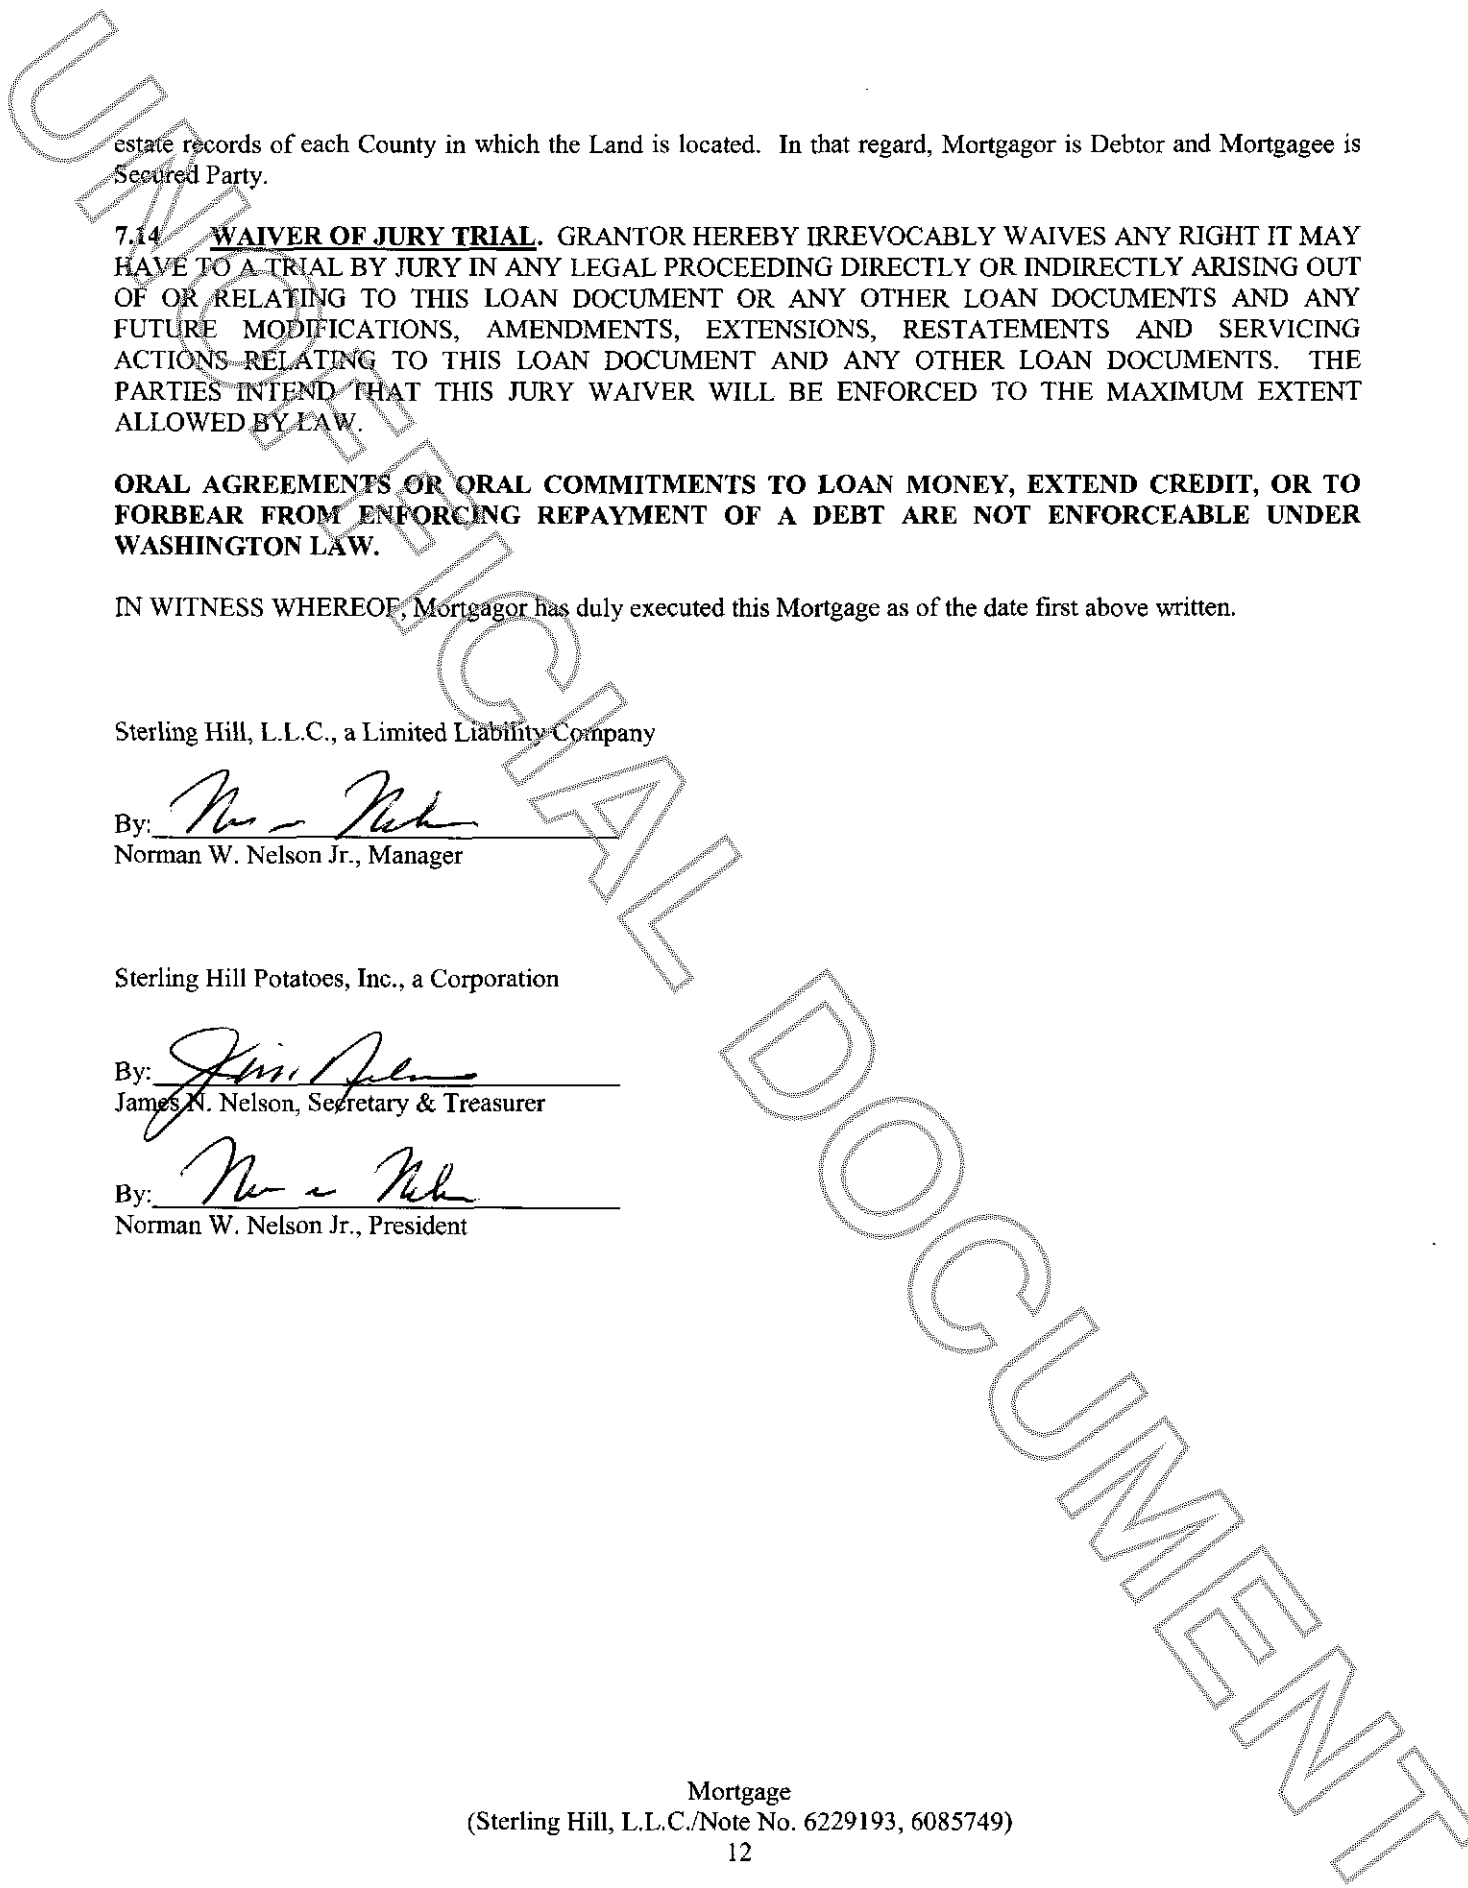 estate records of each County in which the Land is located. In that regard, Mortgagor is Debtor and Mortgagee is
Secured Party.
7.14 WAIVER OF JURY TRIAL. GRANTOR HEREBY IRREVOCABLY WAIVES ANY RIGHT IT MAY
HAVE TO A TRIAL BY JURY IN ANY LEGAL PROCEEDING DIRECTLY OR INDIRECTLY ARISING OUT
OF OR RELATING TO THIS LOAN DOCUMENT OR ANY OTHER LOAN DOCUMENTS AND ANY
FUTURE MODIFICATIONS, AMENDMENTS, EXTENSIONS, RESTATEMENTS AND SERVICING
ACTIONS RELATING TO THIS LOAN DOCUMENT AND ANY OTHER LOAN DOCUMENTS. THE
PARTIES INTEND THAT THIS JURY WAIVER WILL BE ENFORCED TO THE MAXIMUM EXTENT
ALLOWED BY LAW.
ORAL AGREEMENTS OR ORAL COMMITMENTS TO LOAN MONEY, EXTEND CREDIT, OR TO
FORBEAR FROM ENFORCING REPAYMENT OF A DEBT ARE NOT ENFORCEABLE UNDER
WASHINGTON LAW.
IN WITNESS WHEREOF, Mortgagor has duly executed this Mortgage as of the date first above written.
Sterling Hill, L.L.C., a Limited Liability Company
By:
Norman W. Nelson Jr., Manager
Sterling Hill Potatoes, Inc., a Corporation
By:
James N. Nelson, Secretary & Treasurer
By:
Norman W. Nelson Jr., President
Mortgage
(Sterling Hill, L.L.C./Note No. 6229193, 6085749)
12
UNOFFICIAL DOCUMENT